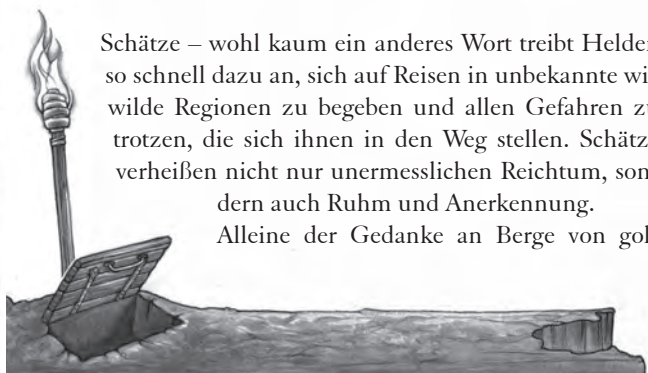 Schätze – wohl kaum ein anderes Wort treibt Helden
so schnell dazu an, sich auf Reisen in unbekannte wi
wilde Regionen zu begeben und allen Gefahren zu
trotzen, die sich ihnen in den Weg stellen. Schätz
verheißen nicht nur unermesslichen Reichtum, son
dern auch Ruhm und Anerkennung.
Alleine der Gedanke an Berge von gol